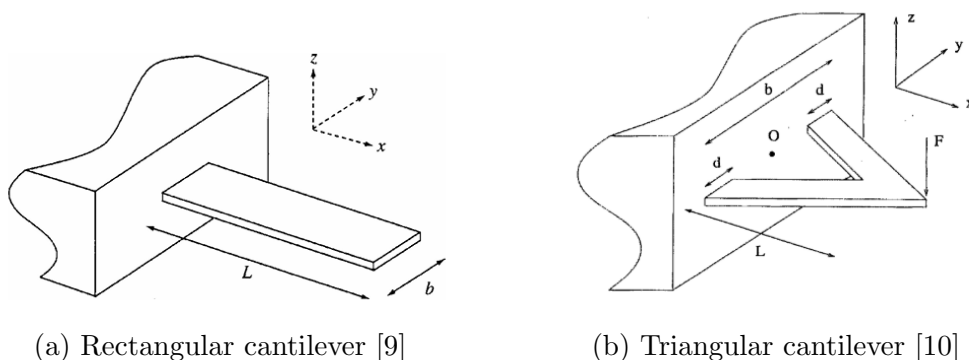 z
y
x
L
b
z
y
x
b
d
F
O
d
L
(a) Rectangular cantilever [9]
(b) Triangular cantilever [10]